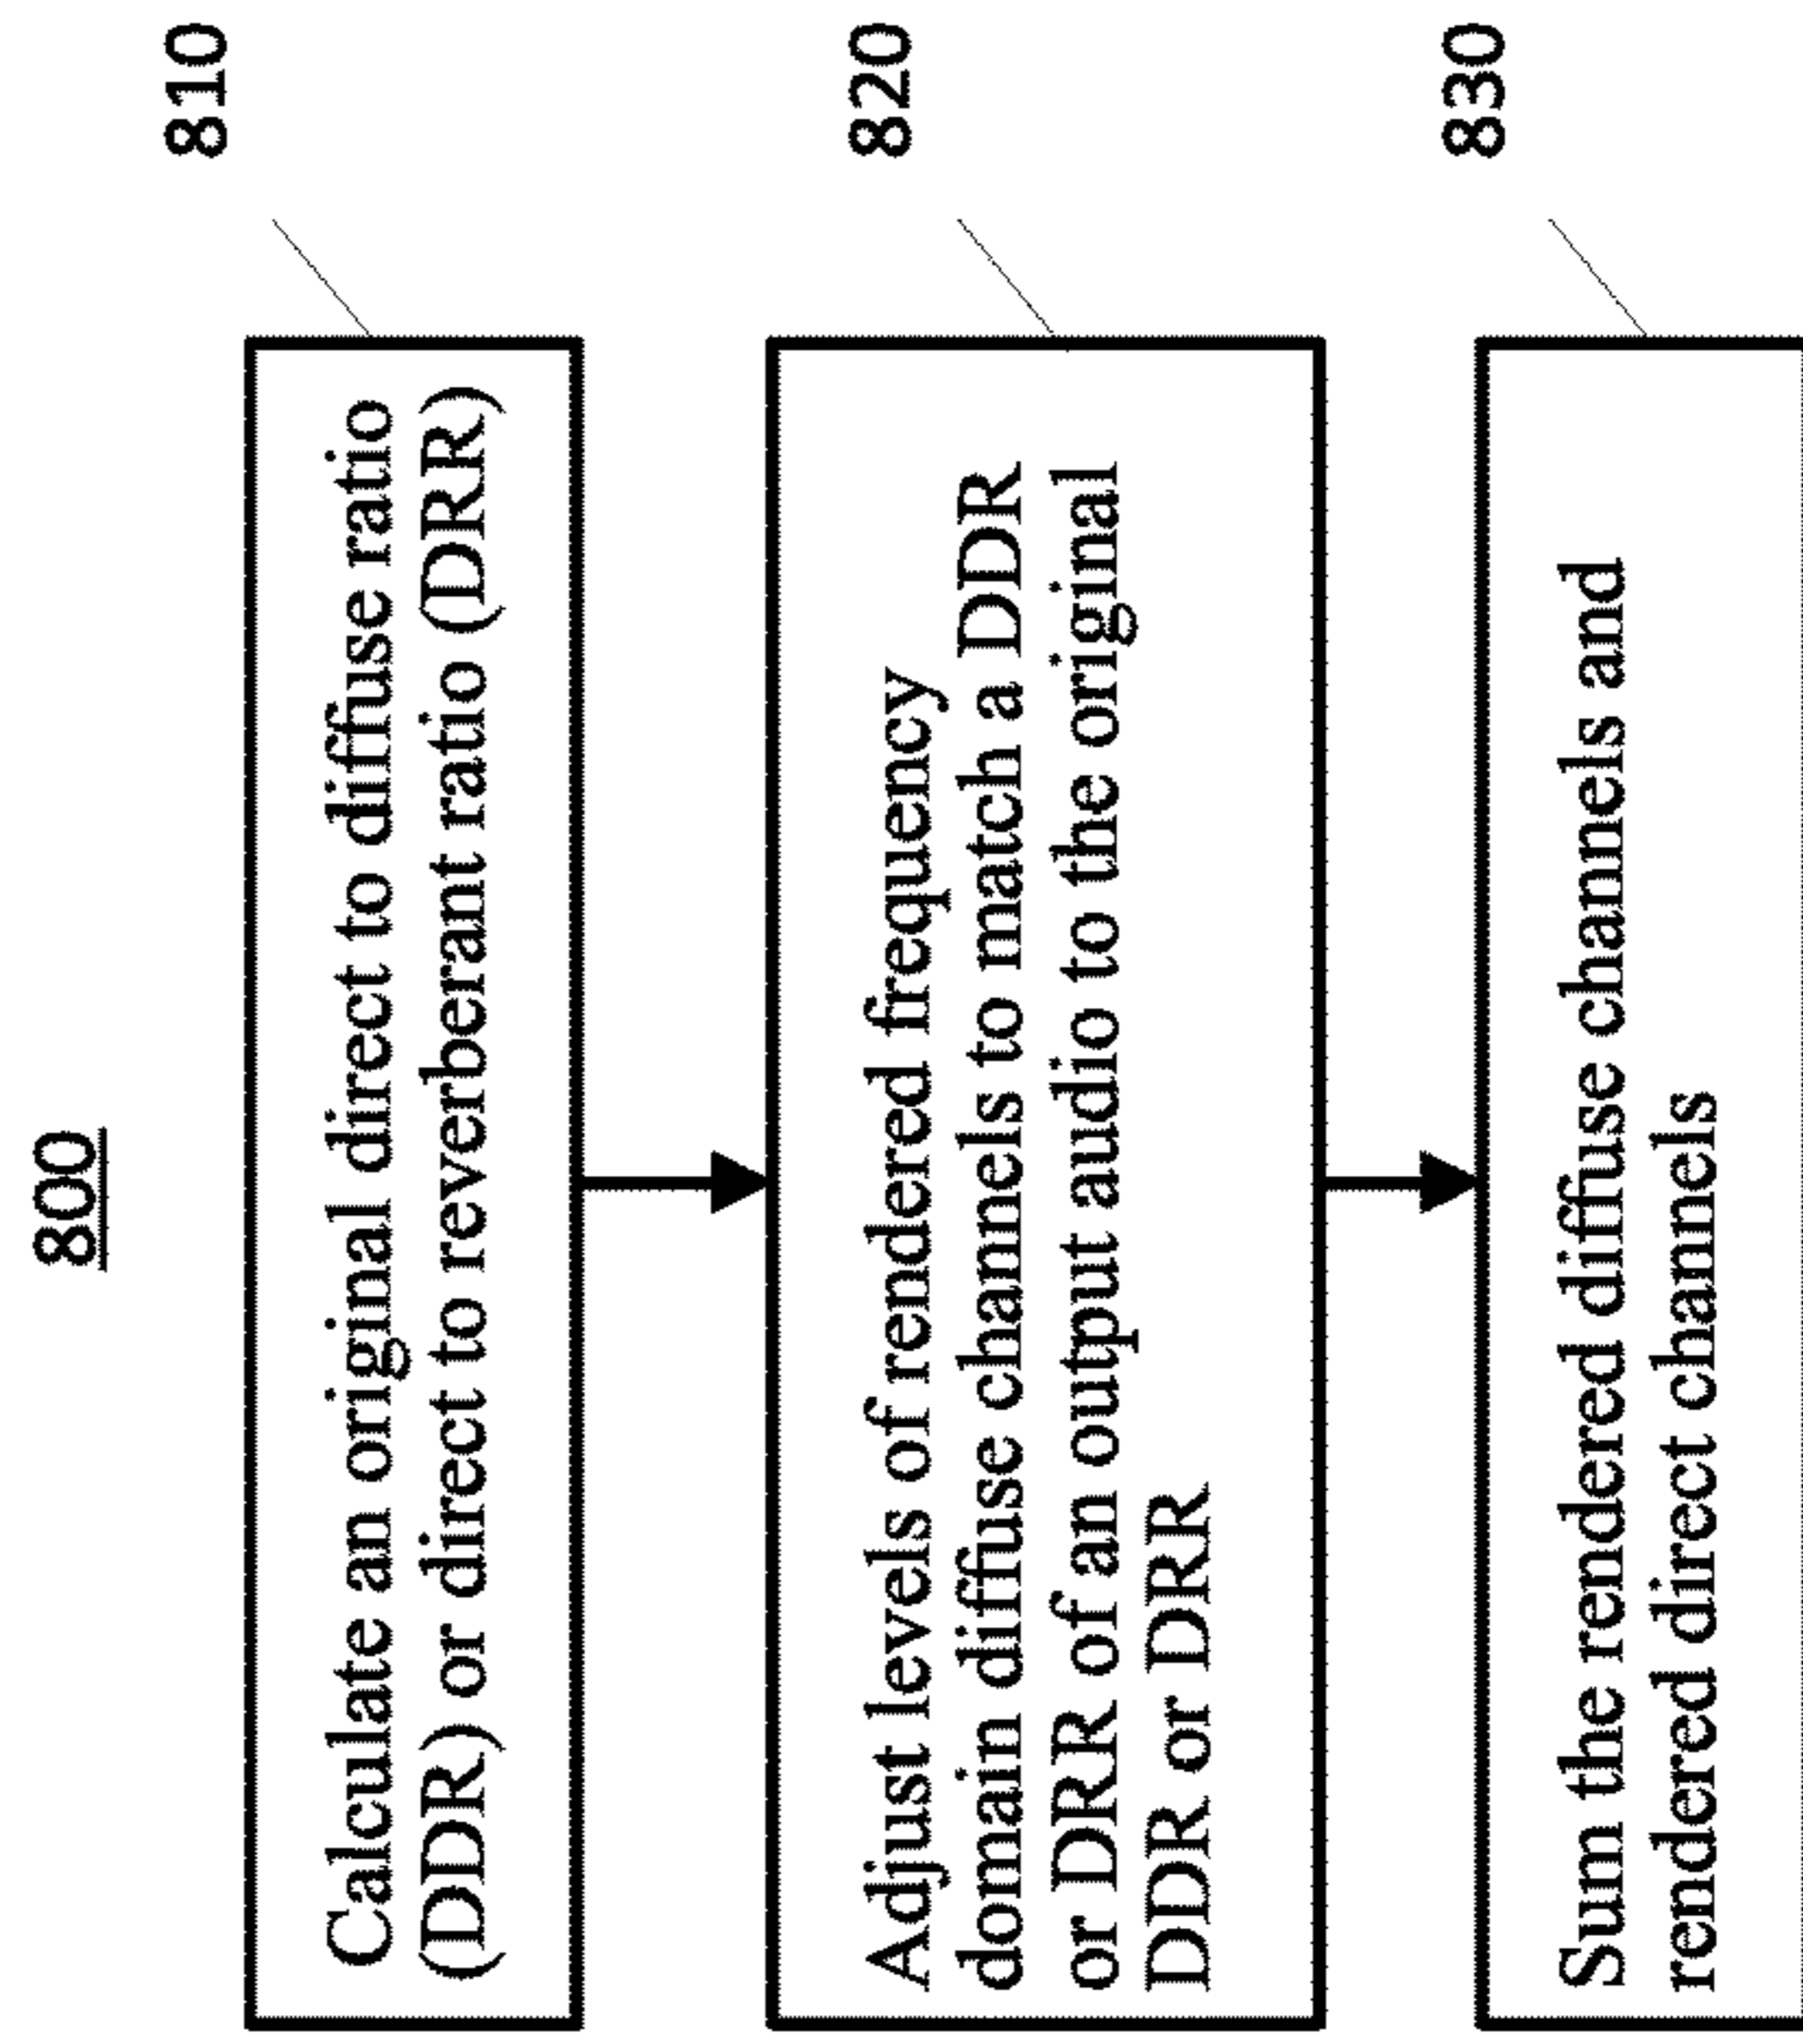 800
810
Calculate an original direct to diffuse ratio
(DDR) or direct to reverberant ratio (DRR)
820
Adjust levels of rendered frequency
domain diffuse channels to match a DDR
or DRR of an output audio to the original
DDR or DRR
830
Sum the rendered diffuse channels and
rendered direct channels